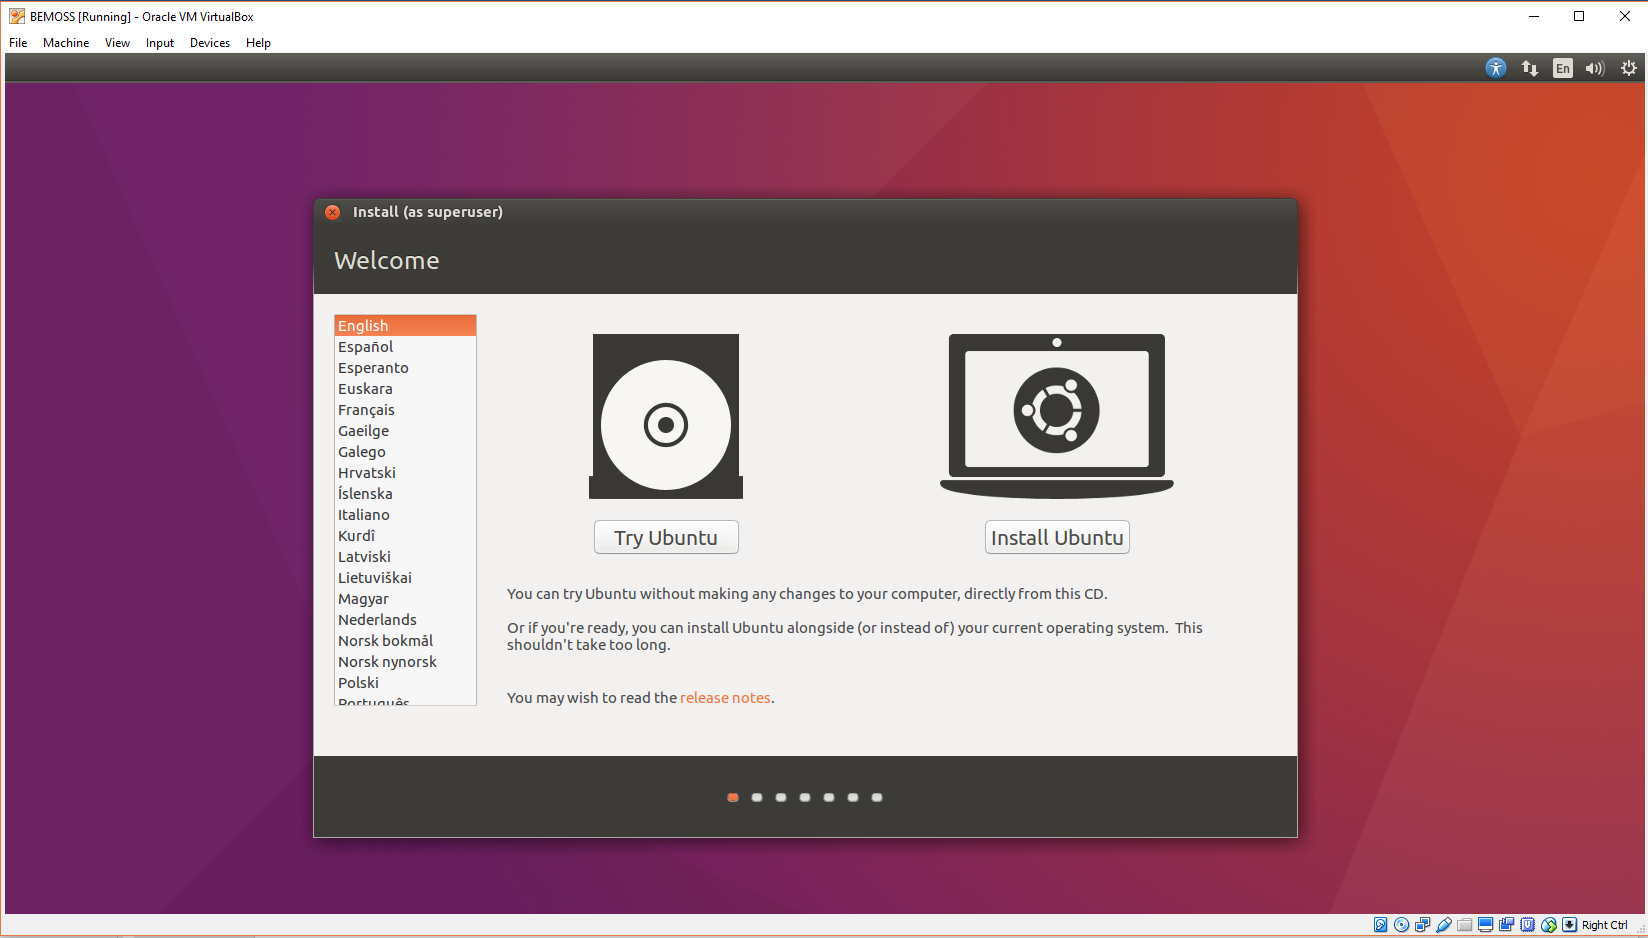 BEMOSS [Running] - Oracle VM VirtualBox
File Machine View Input Devices Help
En
Install (as superuser)
Welcome
English
Español
Esperanto
Euskara
Français
Gaeilge
Galego
Hrvatski
Íslenska
Italiano
Kurdî
Latviski
Lietuviškai
Magyar
Nederlands
Norsk bokmål
Norsk nynorsk
Polski
Português
Try Ubuntu
Install Ubuntu
You can try Ubuntu without making any changes to your computer, directly from this CD.
Or if you're ready, you can install Ubuntu alongside (or instead of) your current operating system. This
shouldn't take too long.
You may wish to read the release notes.
Right Ctrl